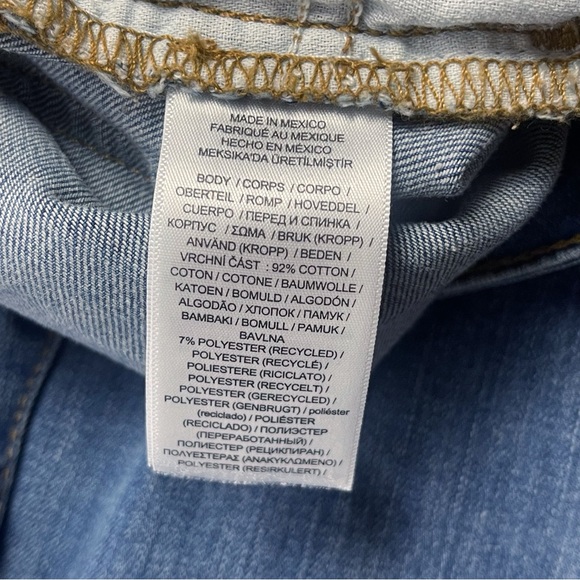 MADE IN MEXICO
FABRIQUÉ AU MEXIQUE
HECHO EN MÉXICO
MEKSIKA'DA ÜRETİLMİŞTİR
BODY / CORPS / CORPO /
OBERTEIL / ROMP / HOVEDDEL /
CUERPO / ПЕРЕД И СПИНКА /
КОРПУС / ΣΩΜΑ / BRUK (KROPP) /
ANVÄND (KROPP) / BEDEN /
VRCHNÍ ČÁST : 92% COTTON /
COTON / COTONE / BAUMWOLLE /
KATOEN / BOMULD / ALGODÓN /
ALGODÃO / ХЛОПОК / ПАМУК /
ΒΑΜΒΑΚΙ / BOMULL / PAMUK /
BAVLNA
7% POLYESTER (RECYCLED) /
POLYESTER (RECYCLÉ) /
POLIESTERE (RICICLATO) /
POLYESTER (RECYCELT) /
POLYESTER (GERECYCLED) /
POLYESTER (GENBRUGT) / poliéster
(reciclado) / POLIÉSTER
(RECICLADO) / ПОЛИЭСТЕР
(ПЕРЕРАБОТАННЫЙ) /
ПОЛИЕСТЕР (РЕЦИКЛИРАН) /
ΠΟΛΥΕΣΤΕΡΑΣ (ΑΝΑΚΥΚΛΩΜΕΝΟ) /
POLYESTER (RESIRKULERT) /